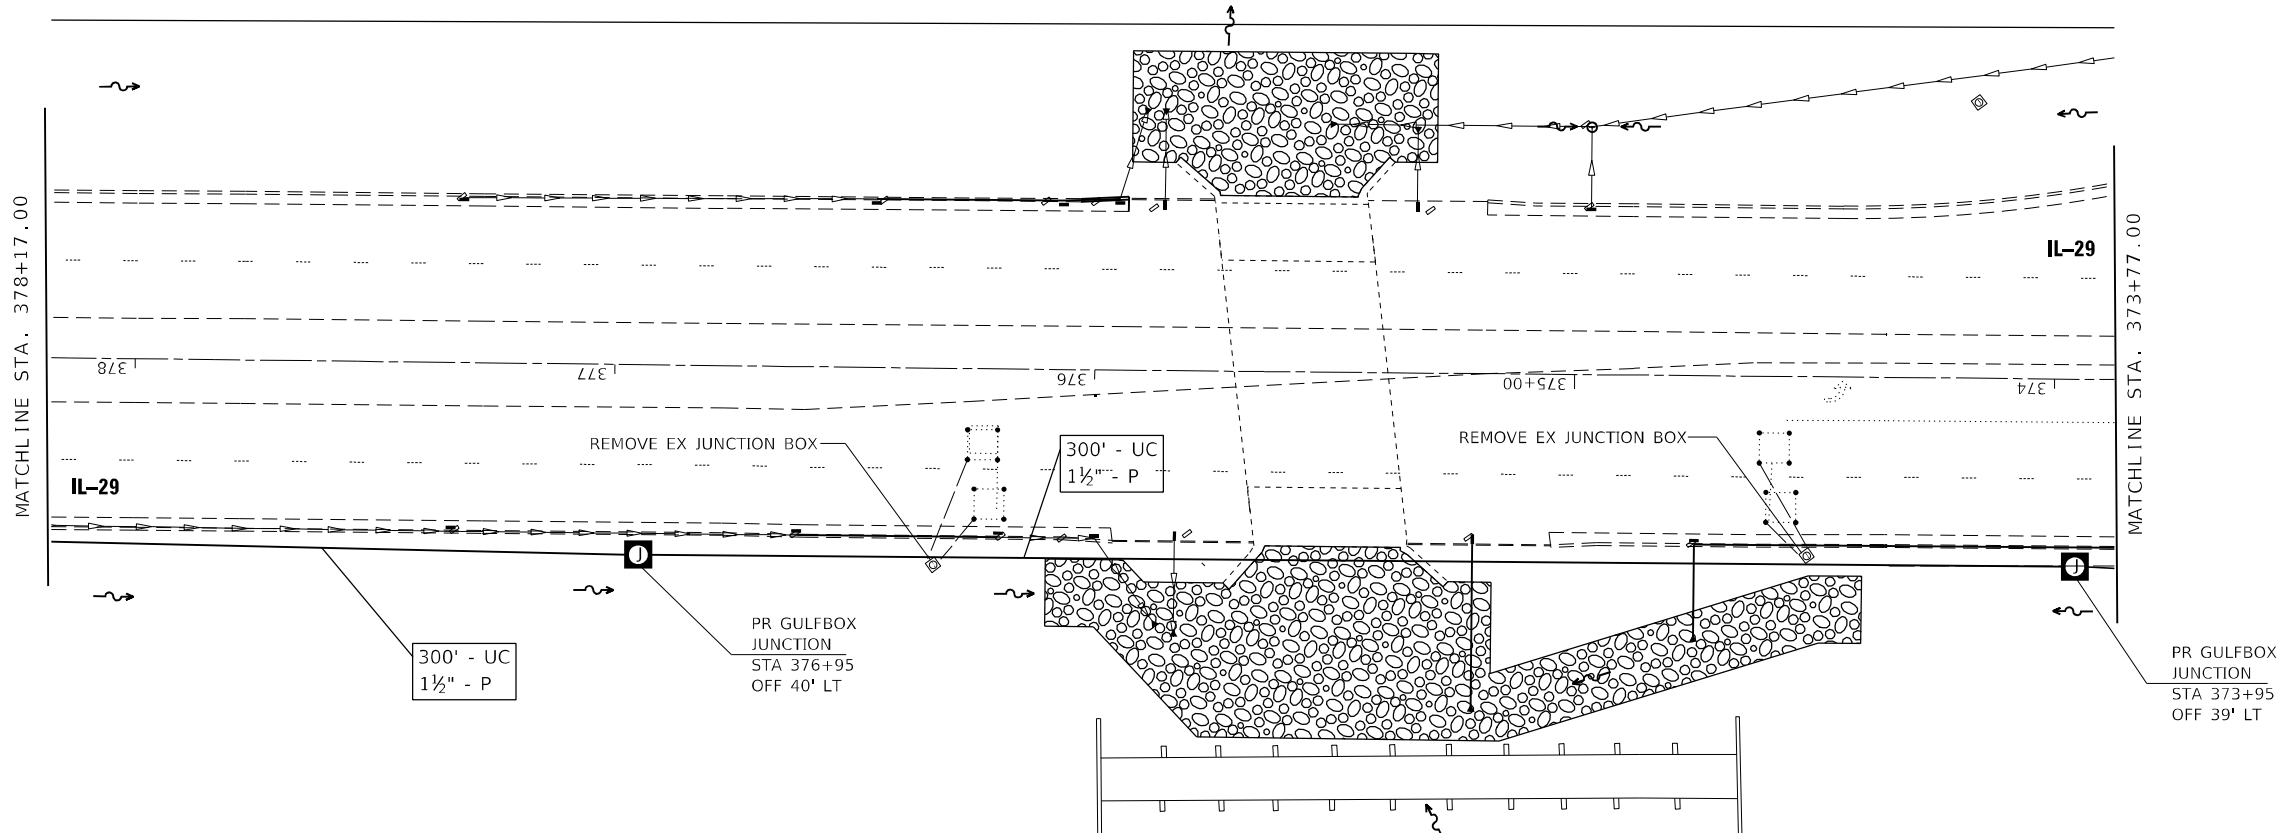 MATCHLINE STA. 378+17.00
MATCHLINE STA. 373+77.00
IL-29
378
377
376
375+00
374
REMOVE EX JUNCTION BOX
300' - UC
1½" - P
REMOVE EX JUNCTION BOX
IL-29
J
J
300' - UC
1½" - P
PR GULFBOX
JUNCTION
STA 376+95
OFF 40' LT
PR GULFBOX
JUNCTION
STA 373+95
OFF 39' LT